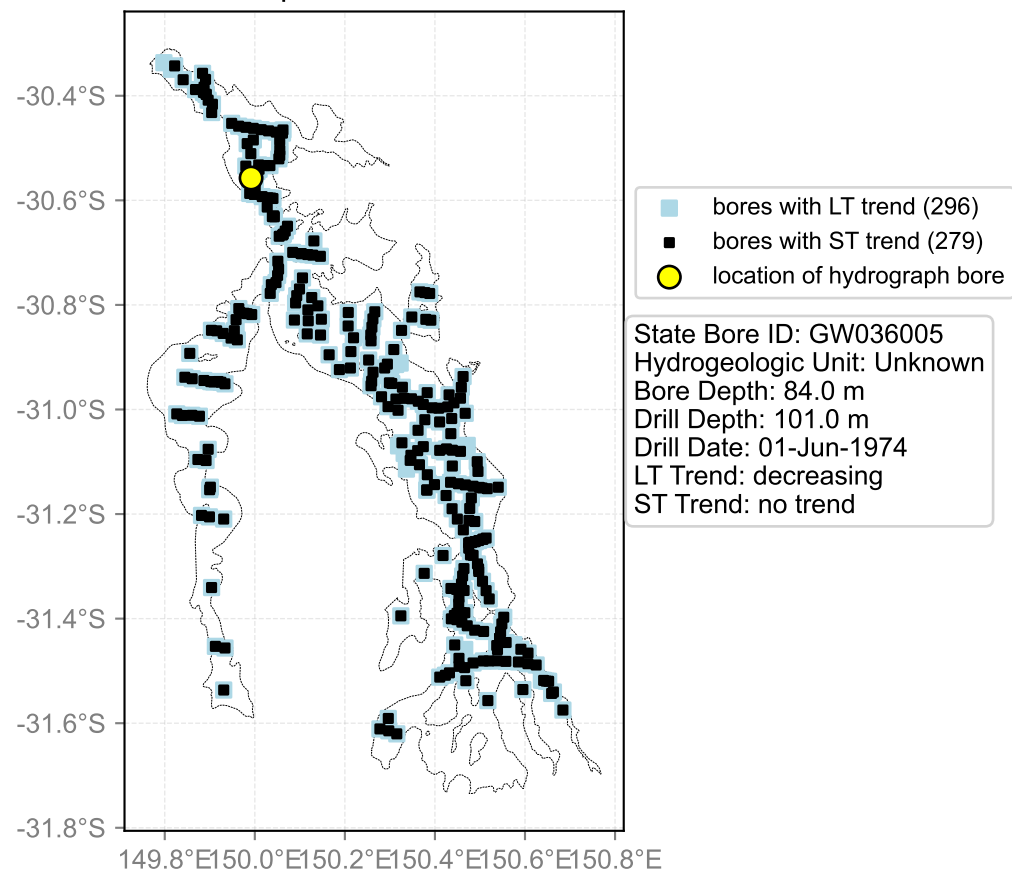 -30.4°S
-30.6°S
-30.8°S
-31.0°S
-31.2°S
-31.4°S
-31.6°S
-31.8°S
149.8°E150.0°E150.2°E150.4°E150.6°E150.8°E
bores with LT trend (296)
bores with ST trend (279)
location of hydrograph bore
State Bore ID: GW036005
Hydrogeologic Unit: Unknown
Bore Depth: 84.0 m
Drill Depth: 101.0 m
Drill Date: 01-Jun-1974
LT Trend: decreasing
ST Trend: no trend